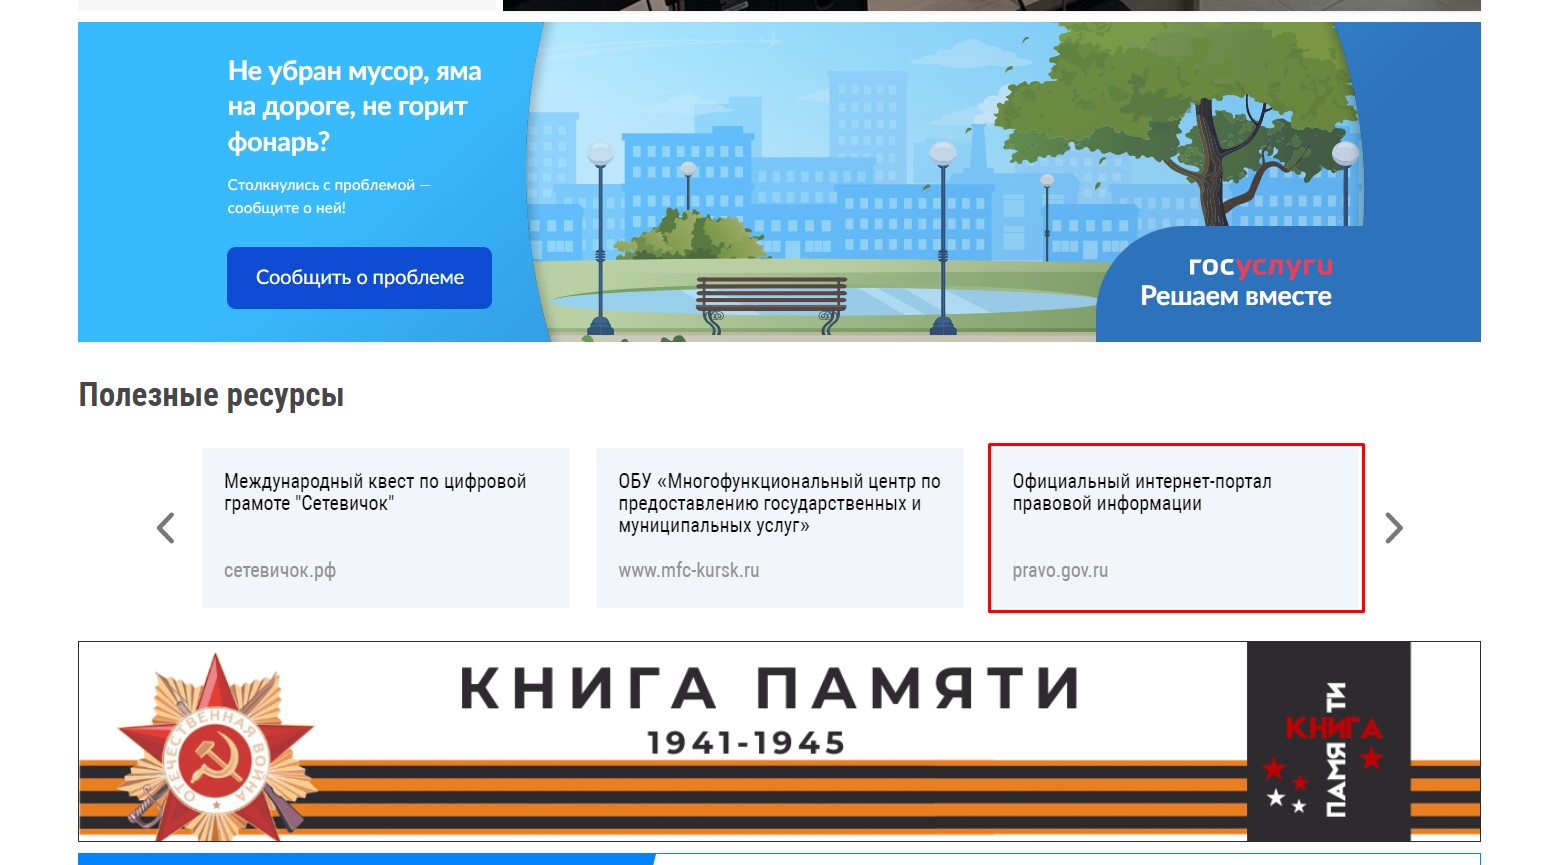 Не убран мусор, яма
на дороге, не горит
фонарь?
Столкнулись с проблемой —
сообщите о ней!
Сообщить о проблеме
госуслуги
Решаем вместе
Полезные ресурсы
Международный квест по цифровой
грамоте "Сетевичок"
сетевичок.рф
ОБУ «Многофункциональный центр по
предоставлению государственных и
муниципальных услуг»
www.mfc-kursk.ru
Официальный интернет-портал
правовой информации
pravo.gov.ru
КНИГА ПАМЯТИ
1941-1945
ОТЕЧЕСТВЕННАЯ ВОЙНА
КНИГА
ПАМЯТИ